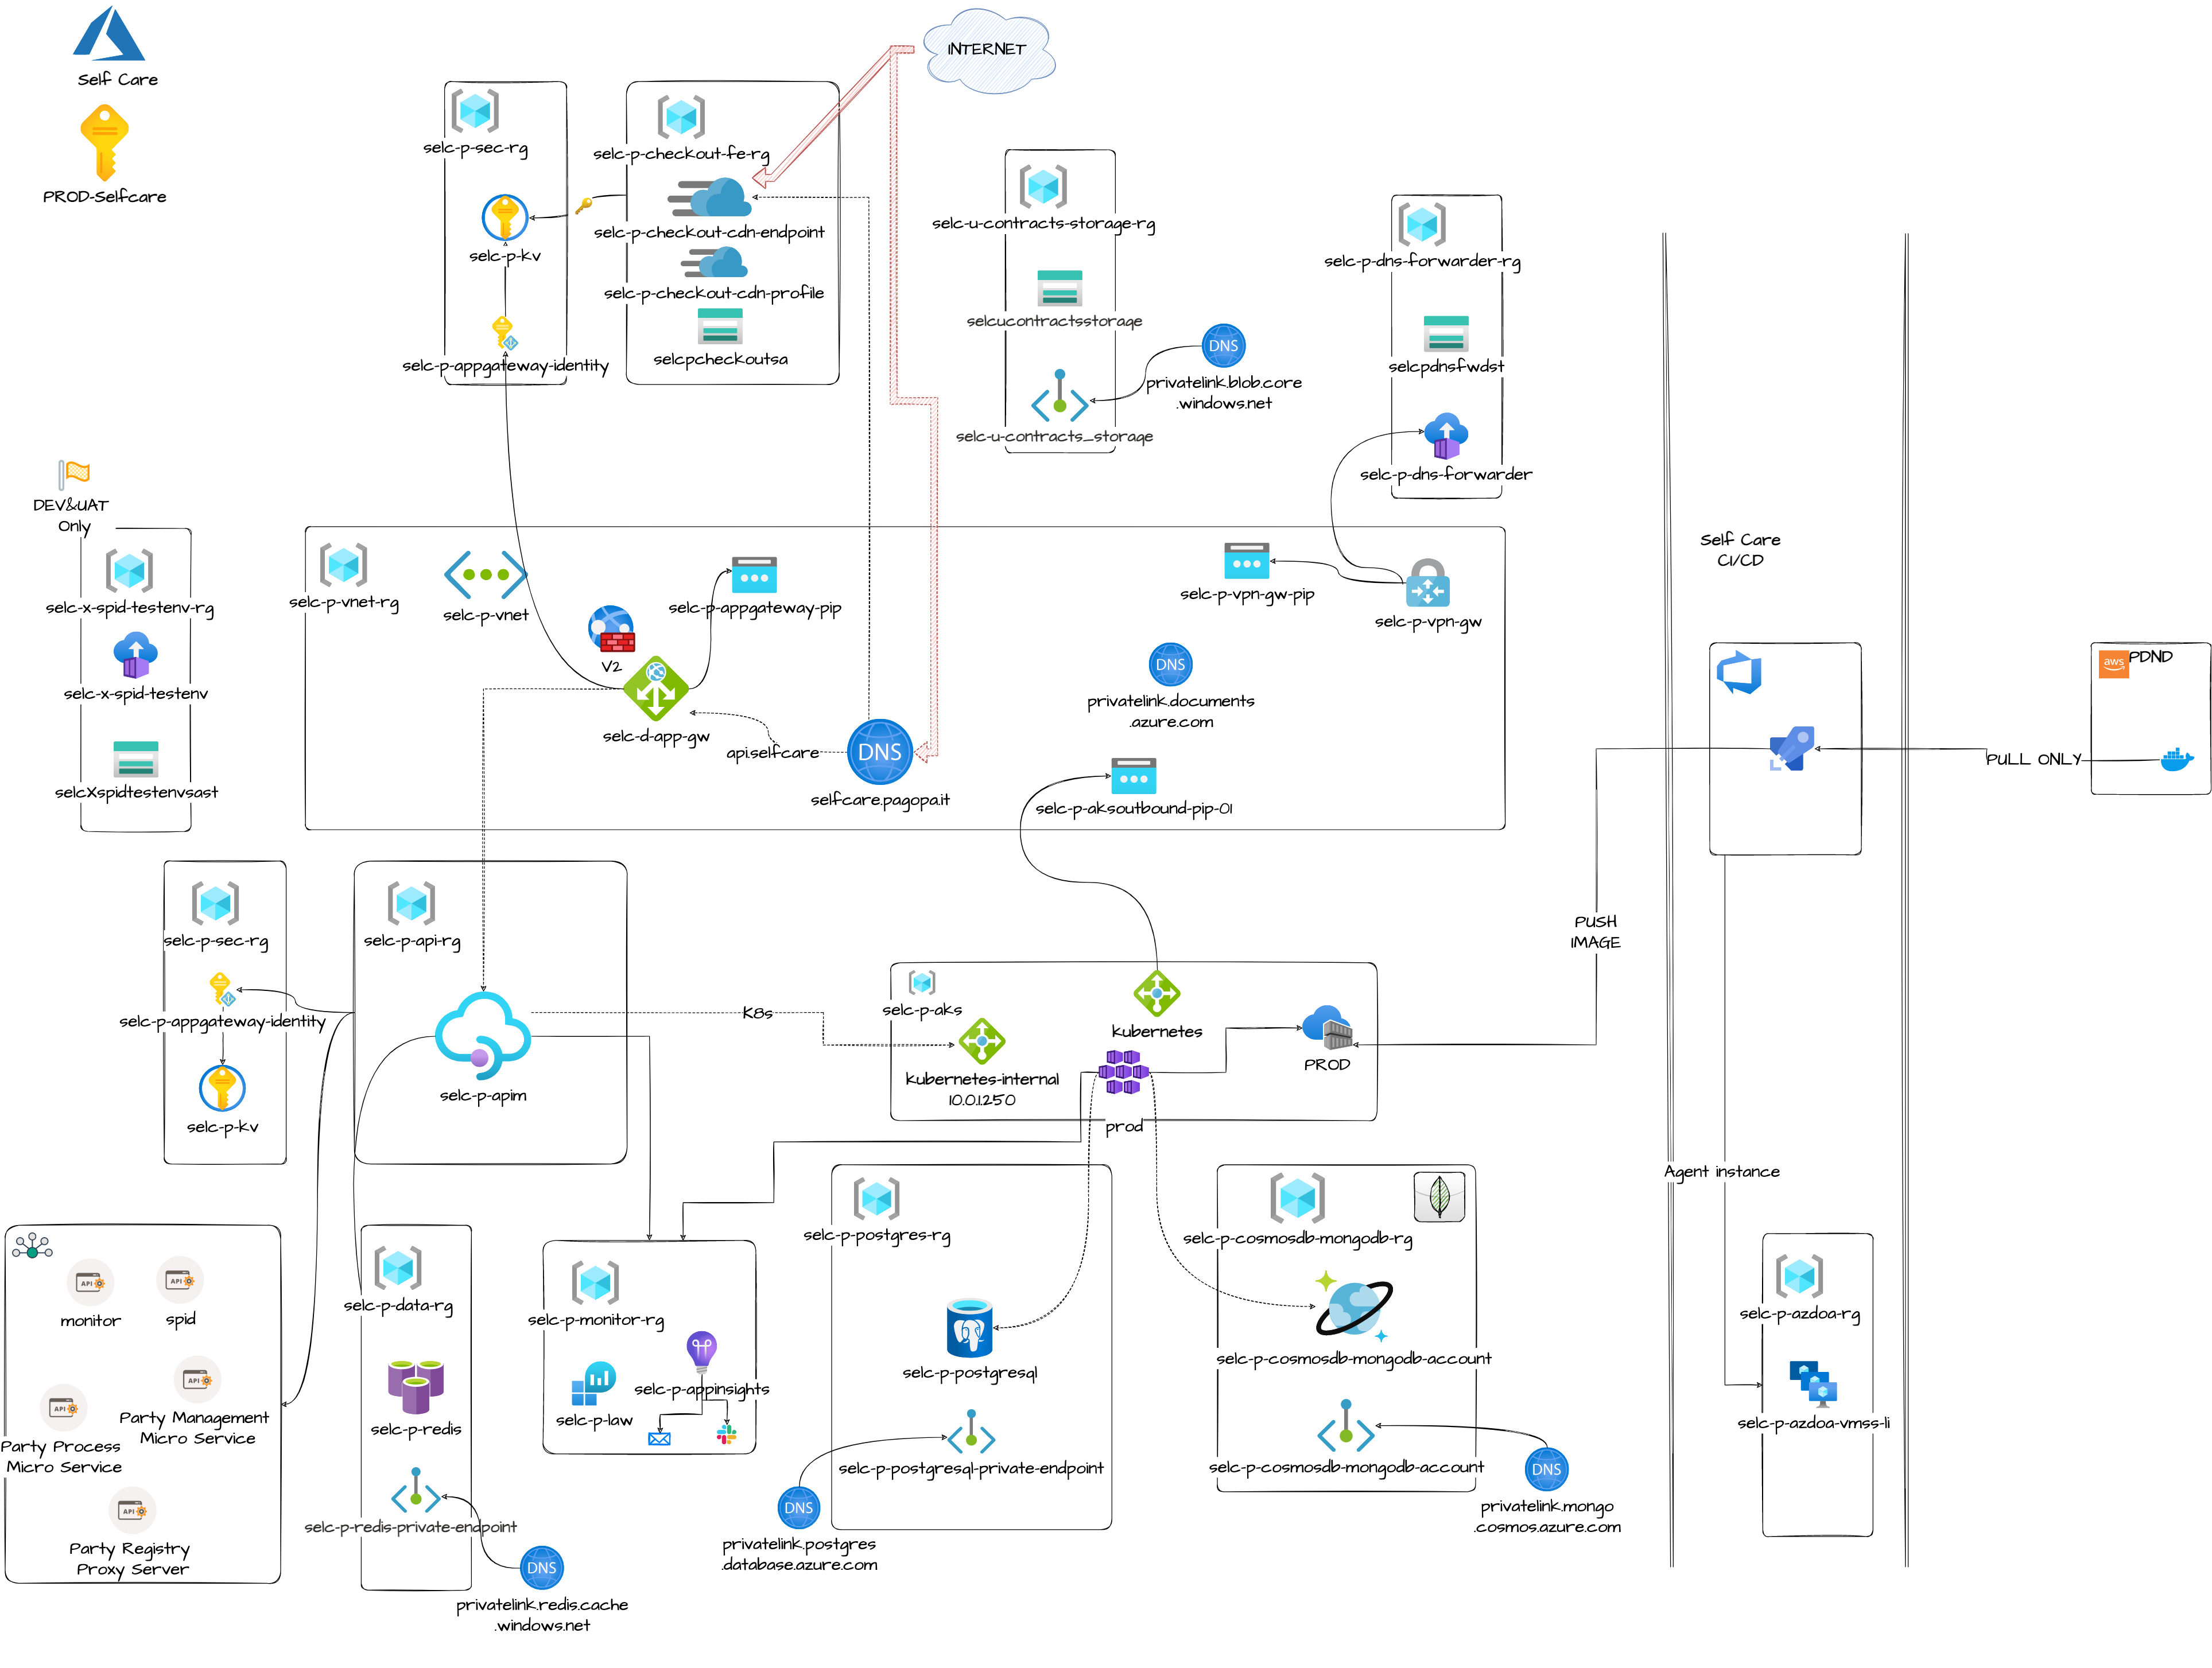 Self Care
PROD-Selfcare
INTERNET
selc-p-sec-rg
selc-p-kv
selc-p-appgateway-identity
selc-p-checkout-fe-rg
selc-p-checkout-cdn-endpoint
selc-p-checkout-cdn-profile
selcpcheckoutsa
selc-u-contracts-storage-rg
selcucontractsstorage
selc-u-contracts_storage
DNS
privatelink.blob.core
.windows.net
selc-p-dns-forwarder-rg
selcpdnsfwdst
selc-p-dns-forwarder
DEV&UAT
Only
selc-x-spid-testenv-rg
selc-x-spid-testenv
selcXspidtestenvsast
selc-p-vnet-rg
selc-p-vnet
V2
selc-p-appgateway-pip
selc-d-app-gw
api.selfcare
DNS
selfcare.pagopa.it
selc-p-vpn-gw-pip
selc-p-vpn-gw
DNS
privatelink.documents
.azure.com
selc-p-aksoutbound-pip-01
Self Care
CI/CD
aws
PDND
PULL ONLY
PUSH
IMAGE
Agent instance
selc-p-sec-rg
selc-p-appgateway-identity
selc-p-kv
selc-p-api-rg
selc-p-apim
K8s
selc-p-aks
kubernetes-internal
10.0.1.250
kubernetes
prod
PROD
API
monitor
API
spid
API
Party Process
Micro Service
API
Party Management
Micro Service
API
Party Registry
Proxy Server
selc-p-data-rg
selc-p-redis
selc-p-redis-private-endpoint
DNS
privatelink.redis.cache
.windows.net
selc-p-monitor-rg
selc-p-law
selc-p-appinsights
selc-p-postgres-rg
selc-p-postgresql
selc-p-postgresql-private-endpoint
DNS
privatelink.postgres
.database.azure.com
selc-p-cosmosdb-mongodb-rg
selc-p-cosmosdb-mongodb-account
selc-p-cosmosdb-mongodb-account
DNS
privatelink.mongo
.cosmos.azure.com
selc-p-azdoa-rg
selc-p-azdoa-vmss-li